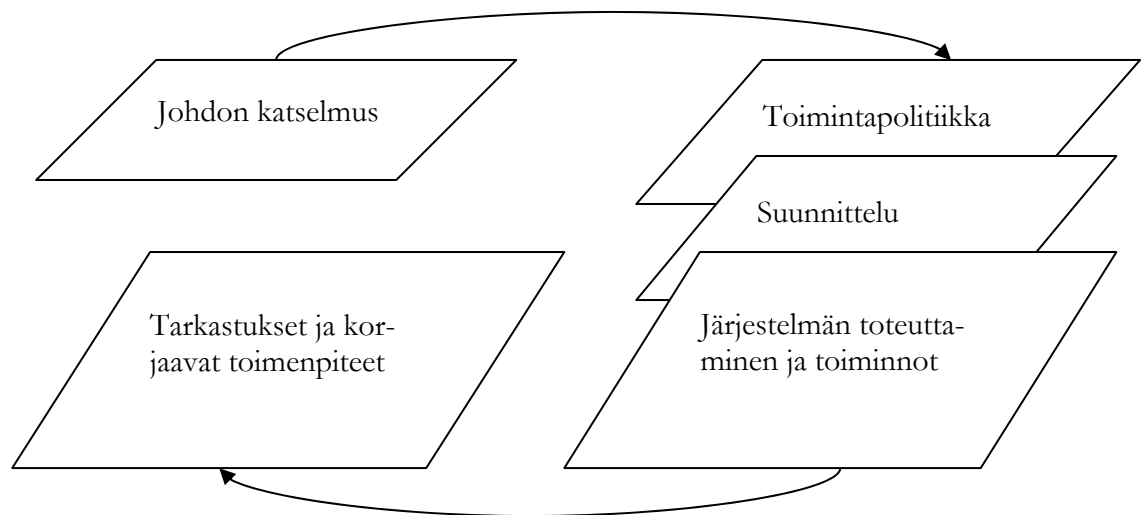 Johdon katselmus
Toimintapolitiikka
Suunnittelu
Tarkastukset ja kor-
jaavat toimenpiteet
Järjestelmän toteutta-
minen ja toiminnot